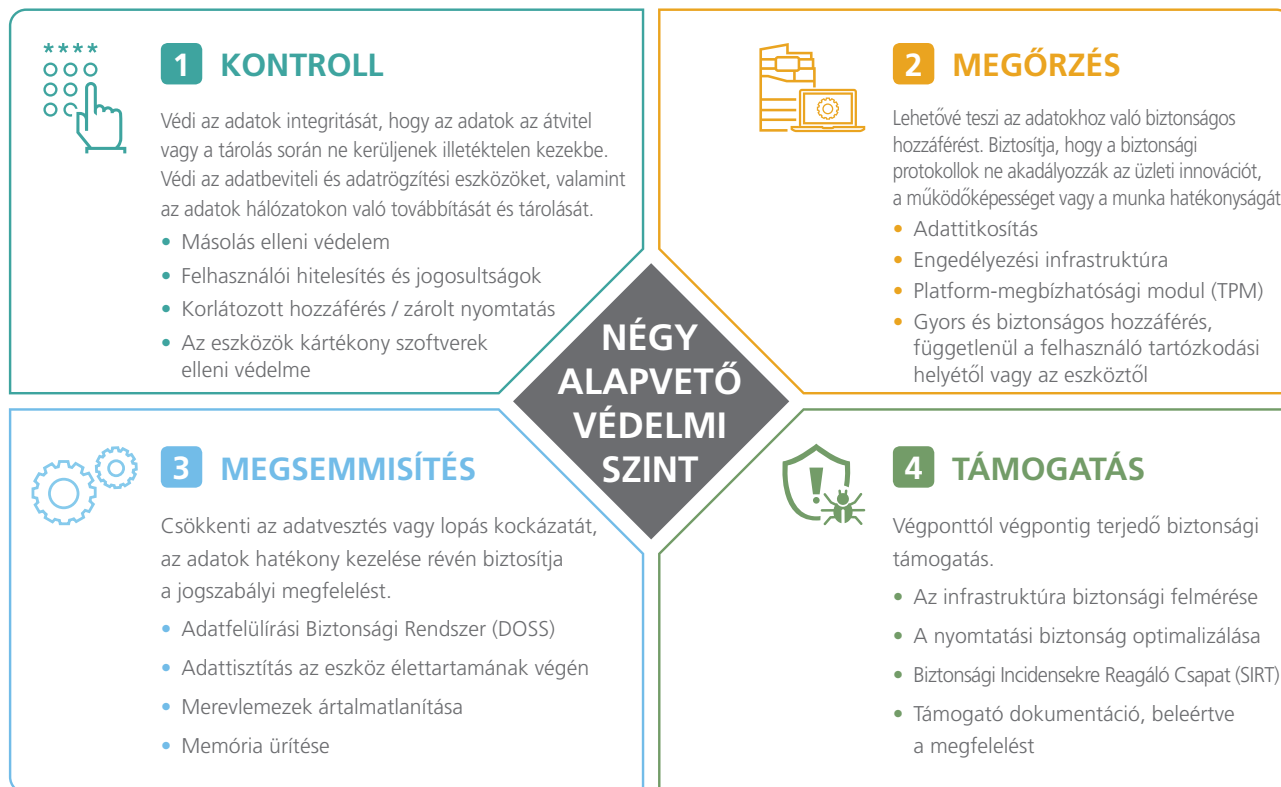 ****
1 KONTROLL
Védi az adatok integritását, hogy az adatok az átvitel
vagy a tárolás során ne kerüljenek illetéktelen kezekbe.
Védi az adatbeviteli és adatrögzítési eszközöket, valamint
az adatok hálózatokon való továbbítását és tárolását.
• Másolás elleni védelem
• Felhasználói hitelesítés és jogosultságok
• Korlátozott hozzáférés / zárolt nyomtatás
• Az eszközök kártékony szoftverek
elleni védelme
2 MEGŐRZÉS
Lehetővé teszi az adatokhoz való biztonságos
hozzáférést. Biztosítja, hogy a biztonsági
protokollok ne akadályozzák az üzleti innovációt,
a működőképességet vagy a munka hatékonyságát
• Adattitkosítás
• Engedélyezési infrastruktúra
• Platform-megbízhatósági modul (TPM)
• Gyors és biztonságos hozzáférés,
függetlenül a felhasználó tartózkodási
helyétől vagy az eszköztől
NÉGY
ALAPVETŐ
VÉDELMI
SZINT
3 MEGSEMMISÍTÉS
Csökkenti az adatvesztés vagy lopás kockázatát,
az adatok hatékony kezelése révén biztosítja
a jogszabályi megfelelést.
• Adatfelülírási Biztonsági Rendszer (DOSS)
• Adattisztítás az eszköz élettartamának végén
• Merevlemezek ártalmatlanítása
• Memória ürítése
4 TÁMOGATÁS
Végponttól végpontig terjedő biztonsági
támogatás.
• Az infrastruktúra biztonsági felmérése
• A nyomtatási biztonság optimalizálása
• Biztonsági Incidensekre Reagáló Csapat (SIRT)
• Támogató dokumentáció, beleértve
a megfelelést